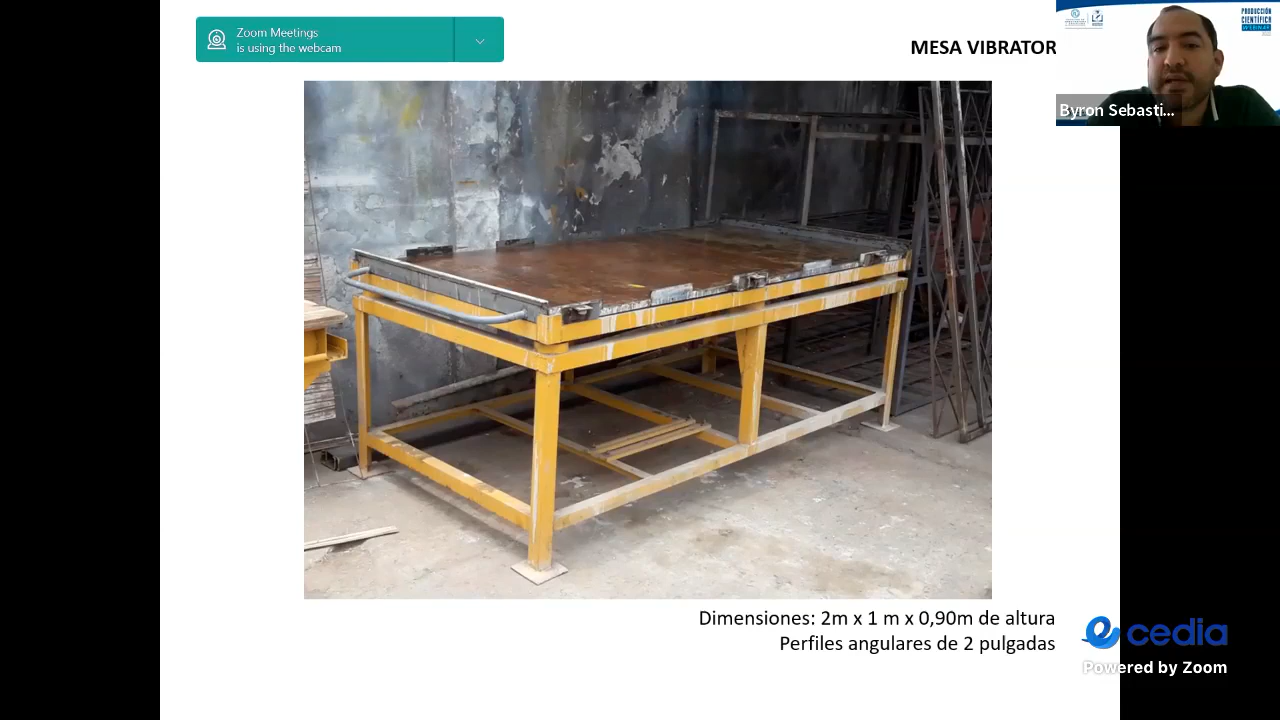 Zoom Meetings
is using the webcam
MESA VIBRATOR
PRODUCCIÓN
CIENTÍFICA
WEBINAR
Byron Sebasti...
Dimensiones: 2m x 1 m x 0,90m de altura
Perfiles angulares de 2 pulgadas
cedia
Powered by Zoom